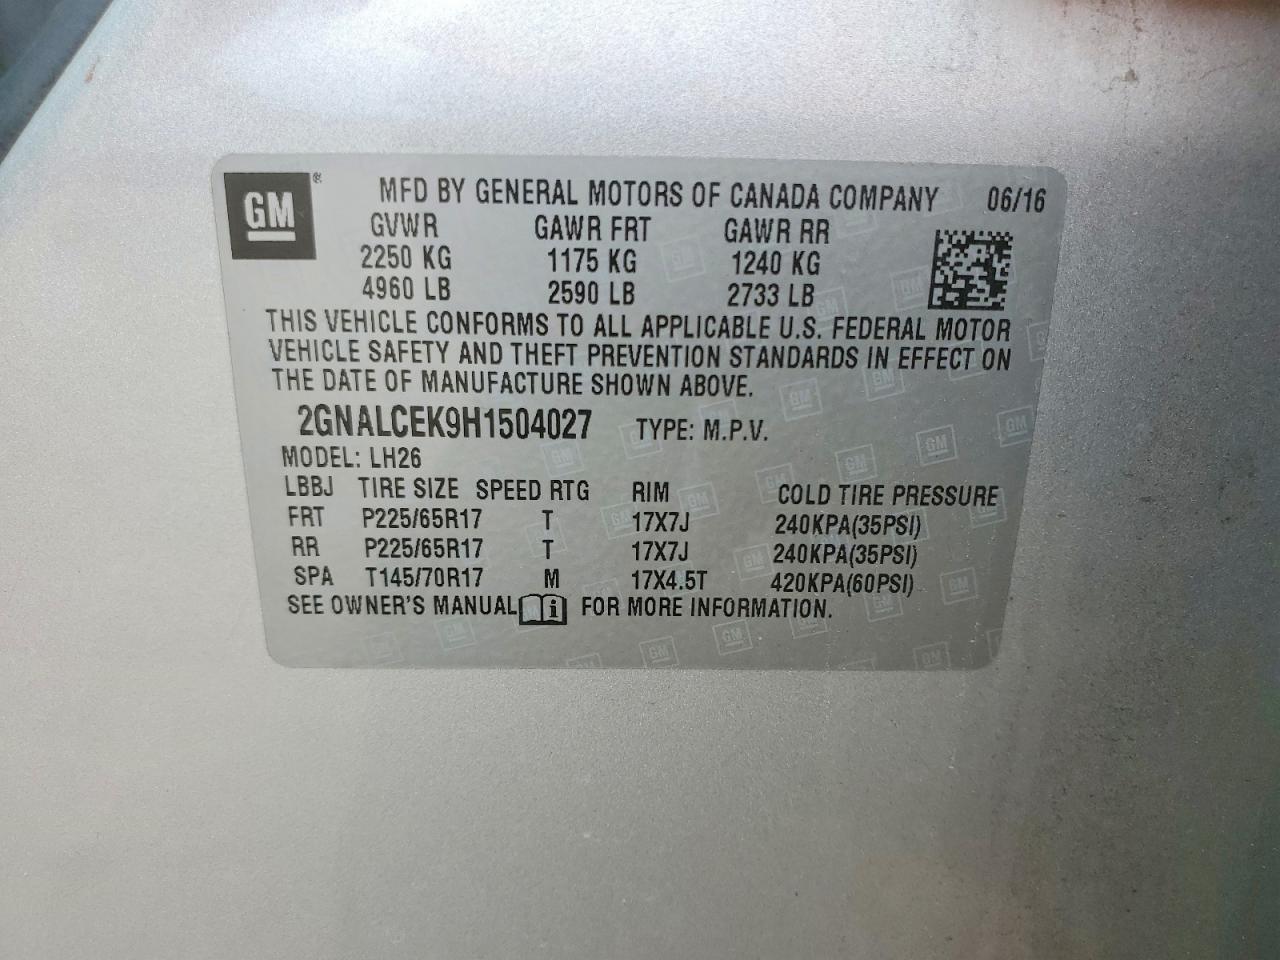 GM® MFD BY GENERAL MOTORS OF CANADA COMPANY 06/16
GVWR GAWR FRT GAWR RR
2250 KG 1175 KG 1240 KG
4960 LB 2590 LB 2733 LB
THIS VEHICLE CONFORMS TO ALL APPLICABLE U.S. FEDERAL MOTOR
VEHICLE SAFETY AND THEFT PREVENTION STANDARDS IN EFFECT ON
THE DATE OF MANUFACTURE SHOWN ABOVE.
2GNALCEK9H1504027 TYPE: M.P.V.
MODEL: LH26
LBBJ TIRE SIZE SPEED RTG RIM COLD TIRE PRESSURE
FRT P225/65R17 T 17X7J 240KPA(35PSI)
RR P225/65R17 T 17X7J 240KPA(35PSI)
SPA T145/70R17 M 17X4.5T 420KPA(60PSI)
SEE OWNER'S MANUAL i FOR MORE INFORMATION.